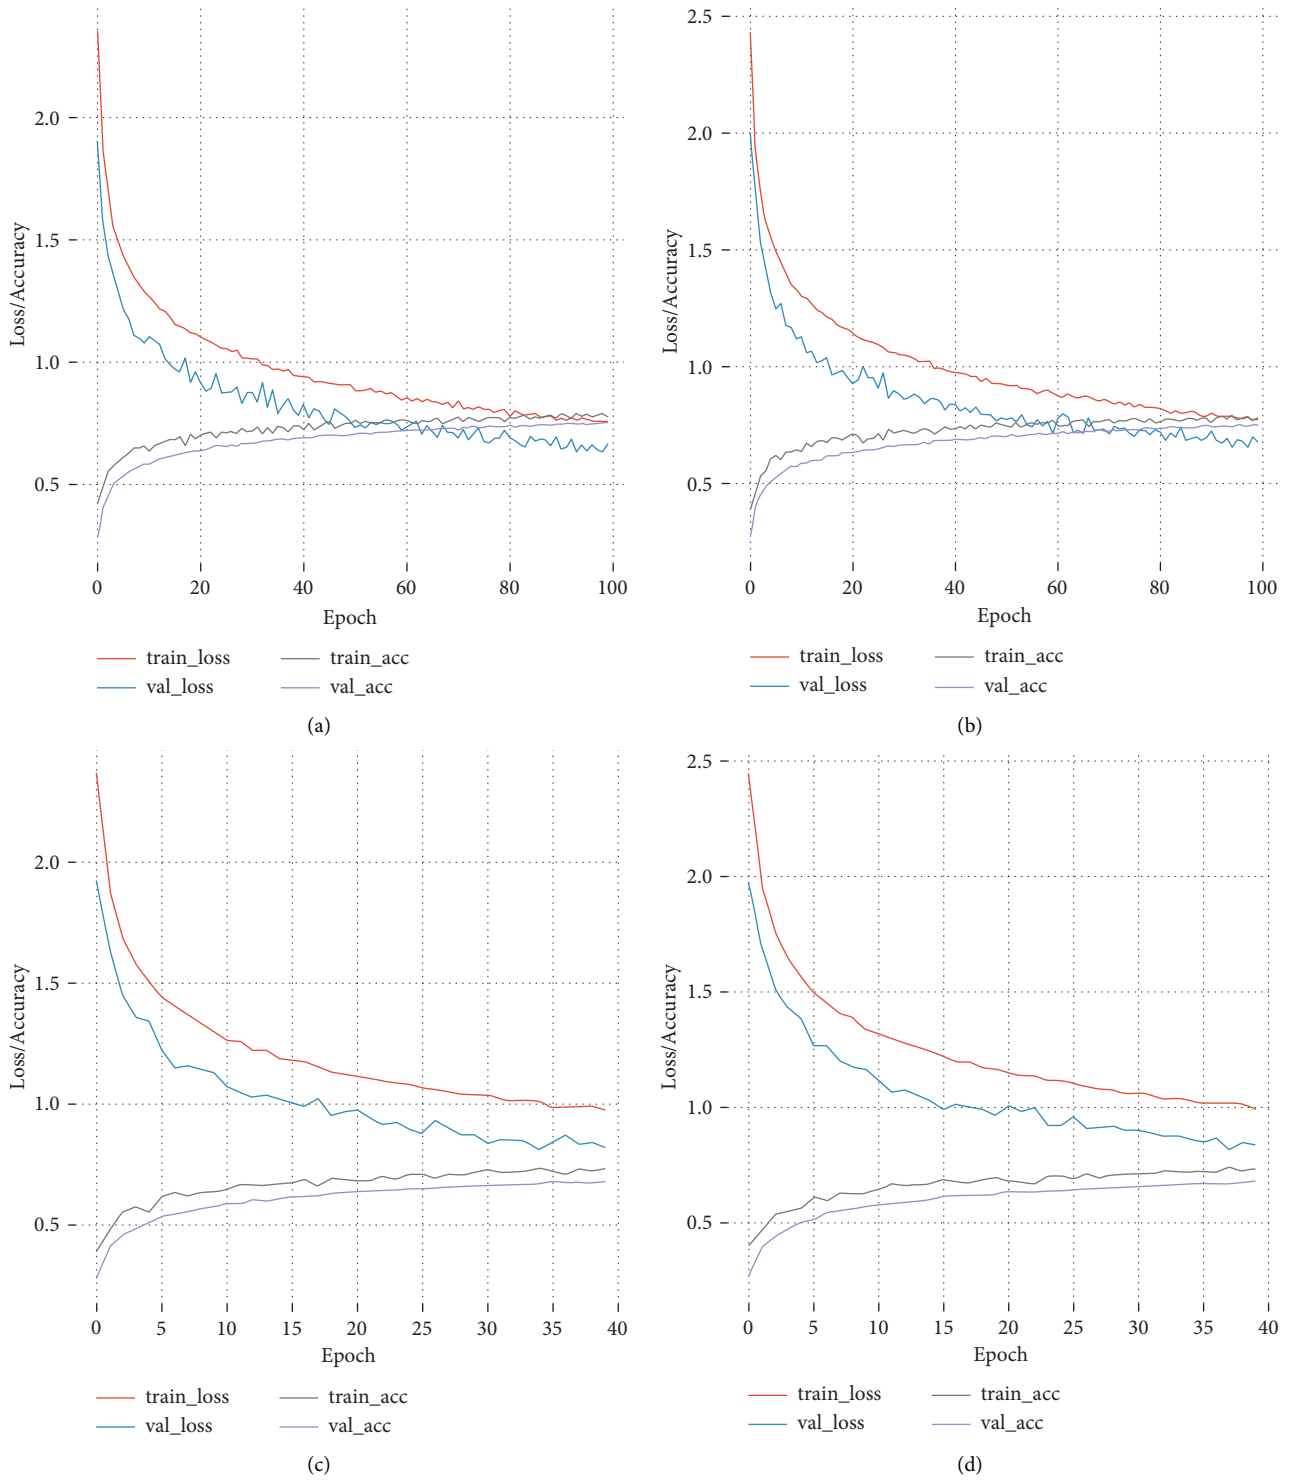 2.0
1.5
1.0
0.5
Loss/Accuracy
0 20 40 60 80 100
Epoch
train_loss train_acc
val_loss val_acc
(a)
2.5
2.0
1.5
1.0
0.5
Loss/Accuracy
0 20 40 60 80 100
Epoch
train_loss train_acc
val_loss val_acc
(b)
2.0
1.5
1.0
0.5
Loss/Accuracy
0 5 10 15 20 25 30 35 40
Epoch
train_loss train_acc
val_loss val_acc
(c)
2.5
2.0
1.5
1.0
0.5
Loss/Accuracy
0 5 10 15 20 25 30 35 40
Epoch
train_loss train_acc
val_loss val_acc
(d)